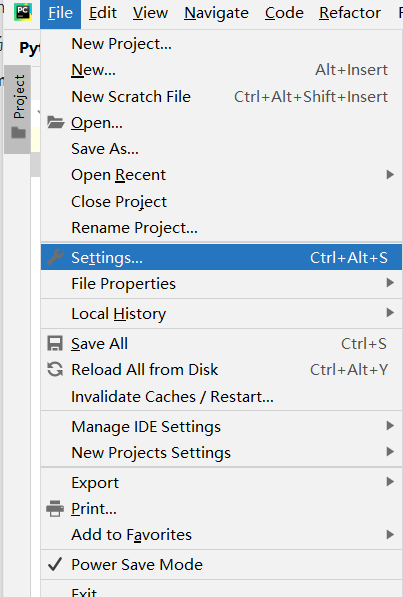 PC File Edit View Navigate Code Refactor
Py
Project
New Project...
New... Alt+Insert
New Scratch File Ctrl+Alt+Shift+Insert
Open...
Save As...
Open Recent
Close Project
Rename Project...
Settings... Ctrl+Alt+S
File Properties
Local History
Save All Ctrl+S
Reload All from Disk Ctrl+Alt+Y
Invalidate Caches / Restart...
Manage IDE Settings
New Projects Settings
Export
Print...
Add to Favorites
Power Save Mode
Exit